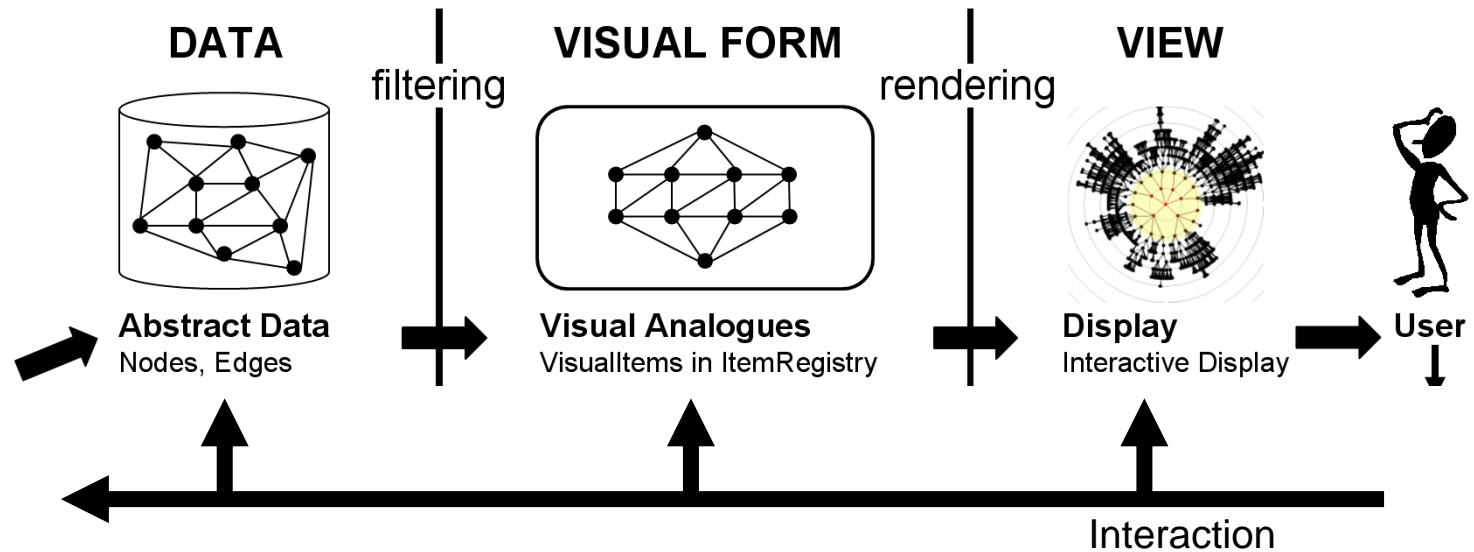 DATA
VISUAL FORM
VIEW
filtering
rendering
Abstract Data
Nodes, Edges
Visual Analogues
VisualItems in ItemRegistry
Display
Interactive Display
User
Interaction